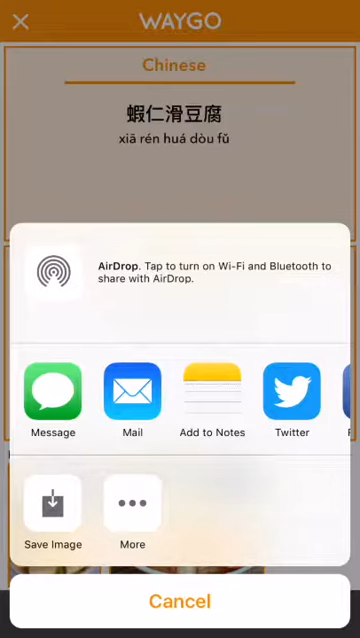 WAYGO
Chinese
蝦仁滑豆腐
xiā rén huá dòu fǔ
AirDrop. Tap to turn on Wi-Fi and Bluetooth to
share with AirDrop.
Message
Mail
Add to Notes
Twitter
Save Image
More
Cancel